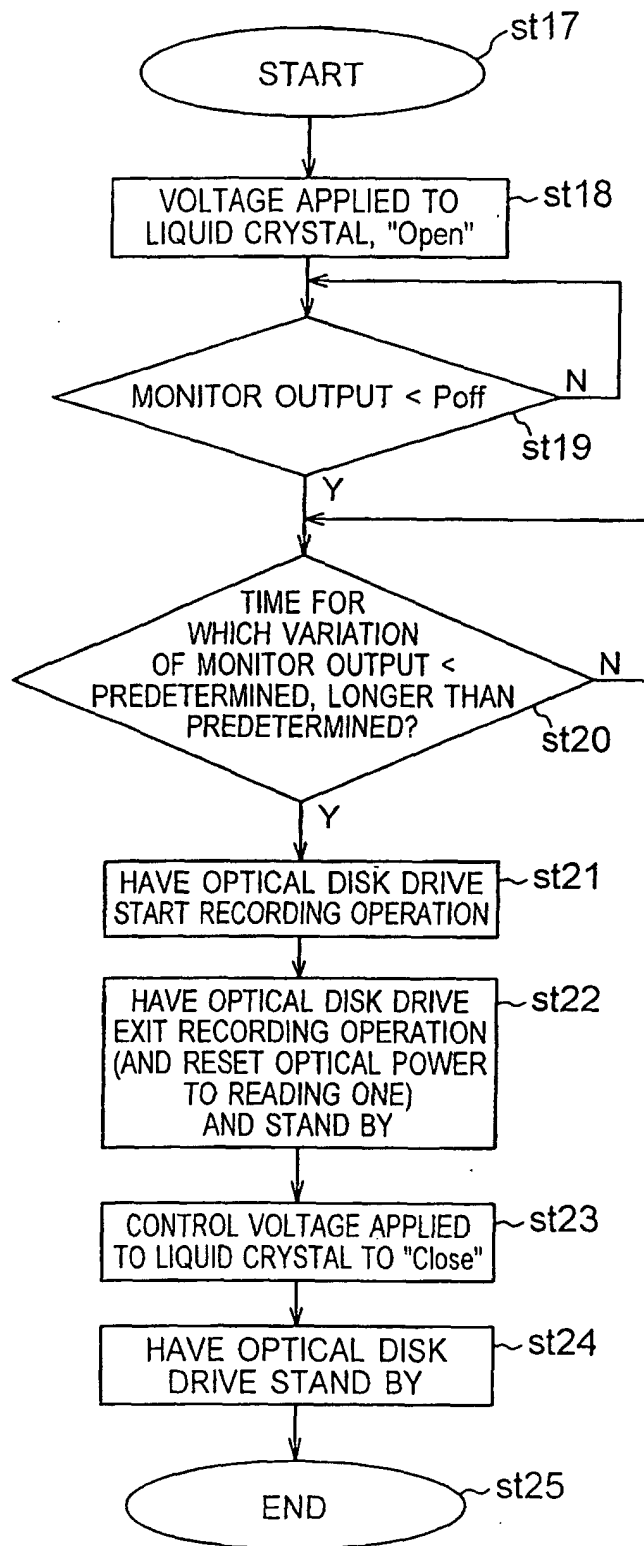 st17
START
VOLTAGE APPLIED TO
LIQUID CRYSTAL, "Open"
st18
MONITOR OUTPUT < Poff
N
st19
Y
TIME FOR
WHICH VARIATION
OF MONITOR OUTPUT <
PREDETERMINED, LONGER THAN
PREDETERMINED?
N
st20
Y
HAVE OPTICAL DISK DRIVE
START RECORDING OPERATION
st21
HAVE OPTICAL DISK DRIVE
EXIT RECORDING OPERATION
(AND RESET OPTICAL POWER
TO READING ONE)
AND STAND BY
st22
CONTROL VOLTAGE APPLIED
TO LIQUID CRYSTAL TO "Close"
st23
HAVE OPTICAL DISK
DRIVE STAND BY
st24
END
st25